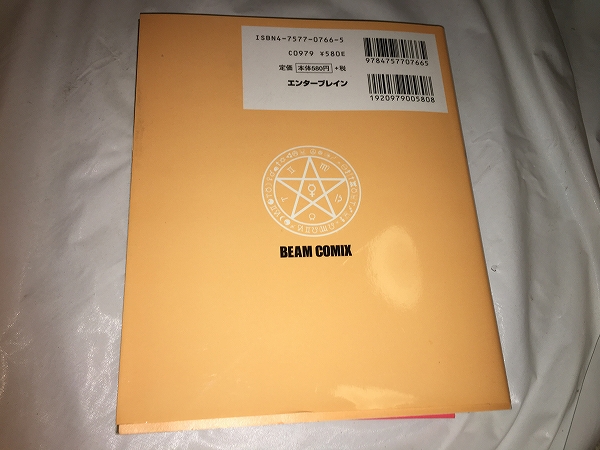 ISBN4-7577-0766-5
C0979 ¥580E
定価 本体580円 +税
エンターブレイン
9784757707665
1920979005808
BEAM COMIX